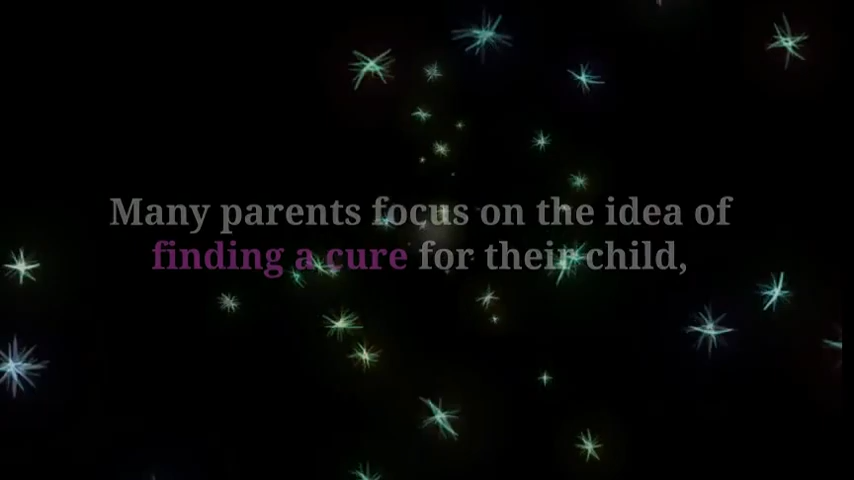 Many parents focus on the idea of
finding a cure for their child,